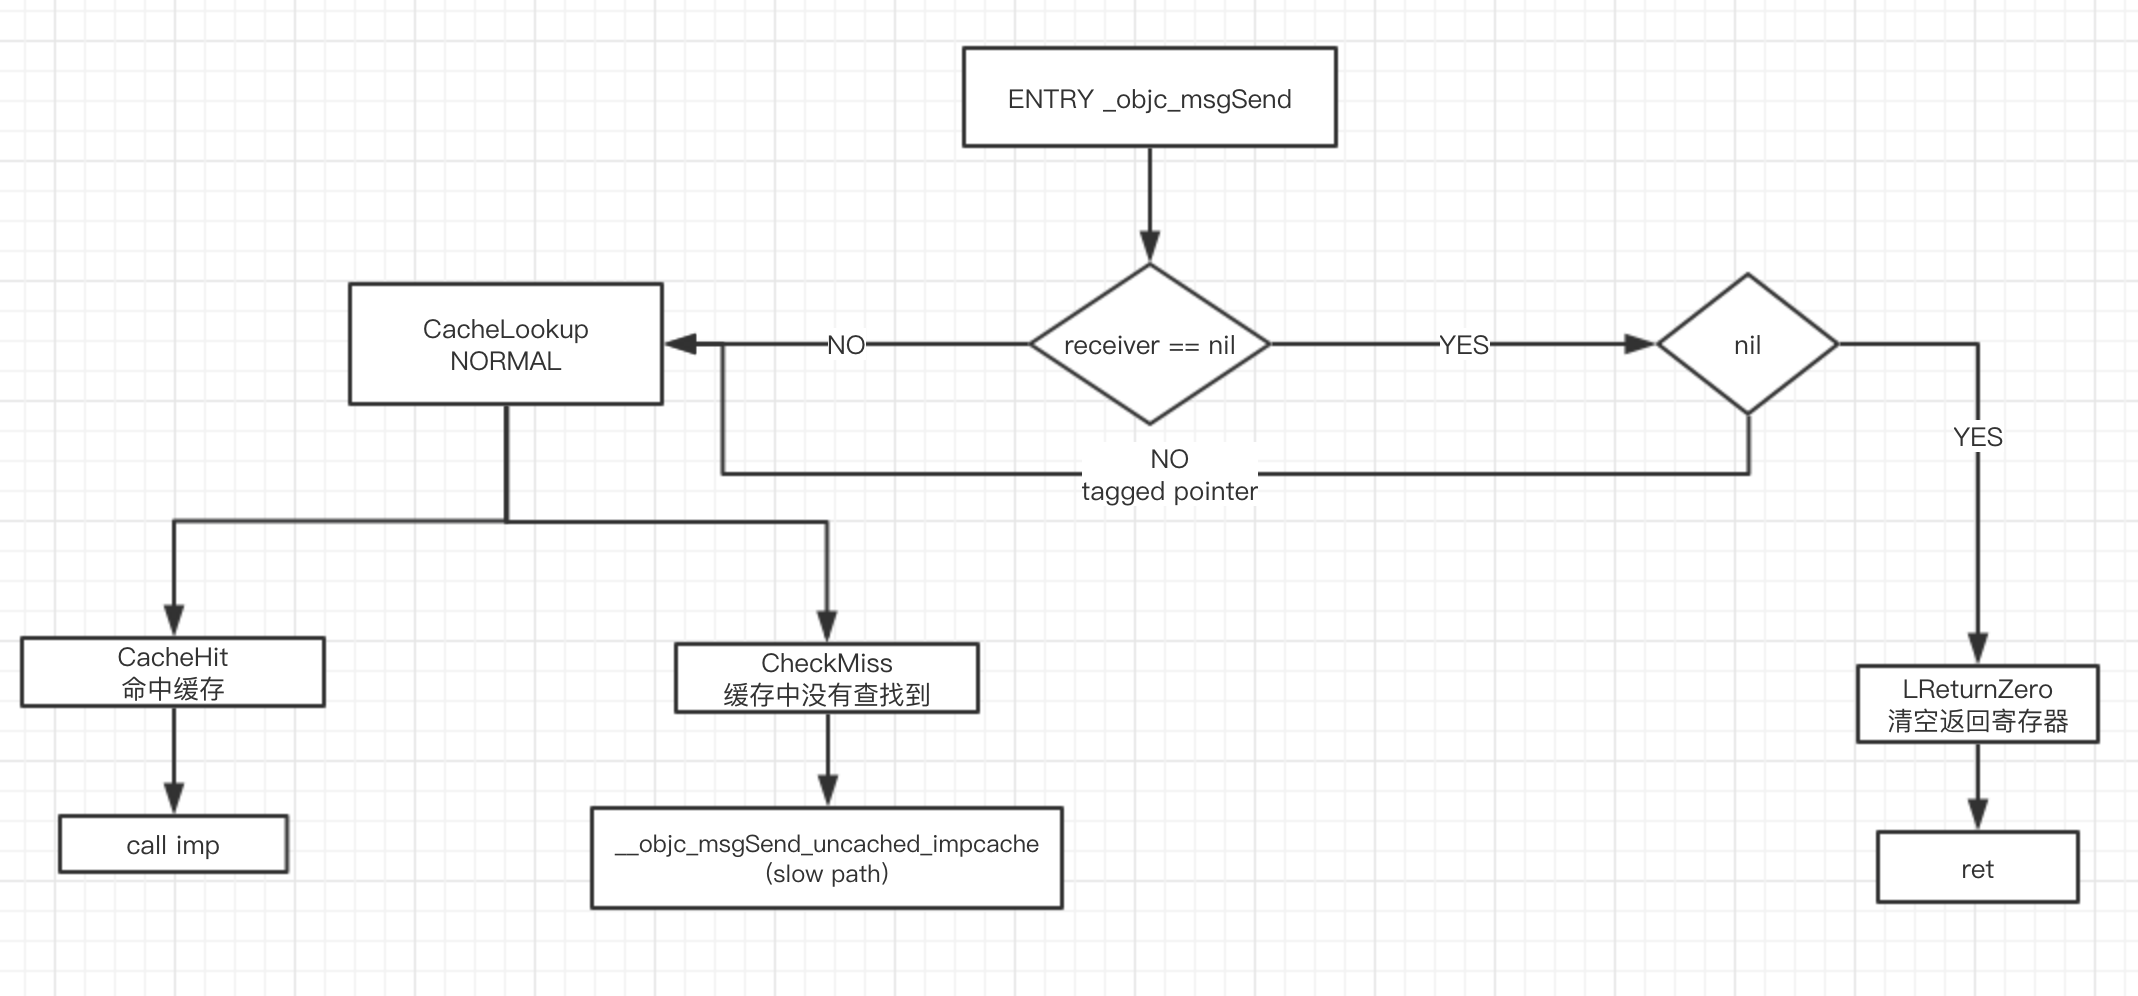 ENTRY _objc_msgSend
CacheLookup
NORMAL
NO
receiver == nil
YES
nil
YES
NO
tagged pointer
CacheHit
命中缓存
CheckMiss
缓存中没有查找到
LReturnZero
清空返回寄存器
call imp
__objc_msgSend_uncached_impcache
(slow path)
ret